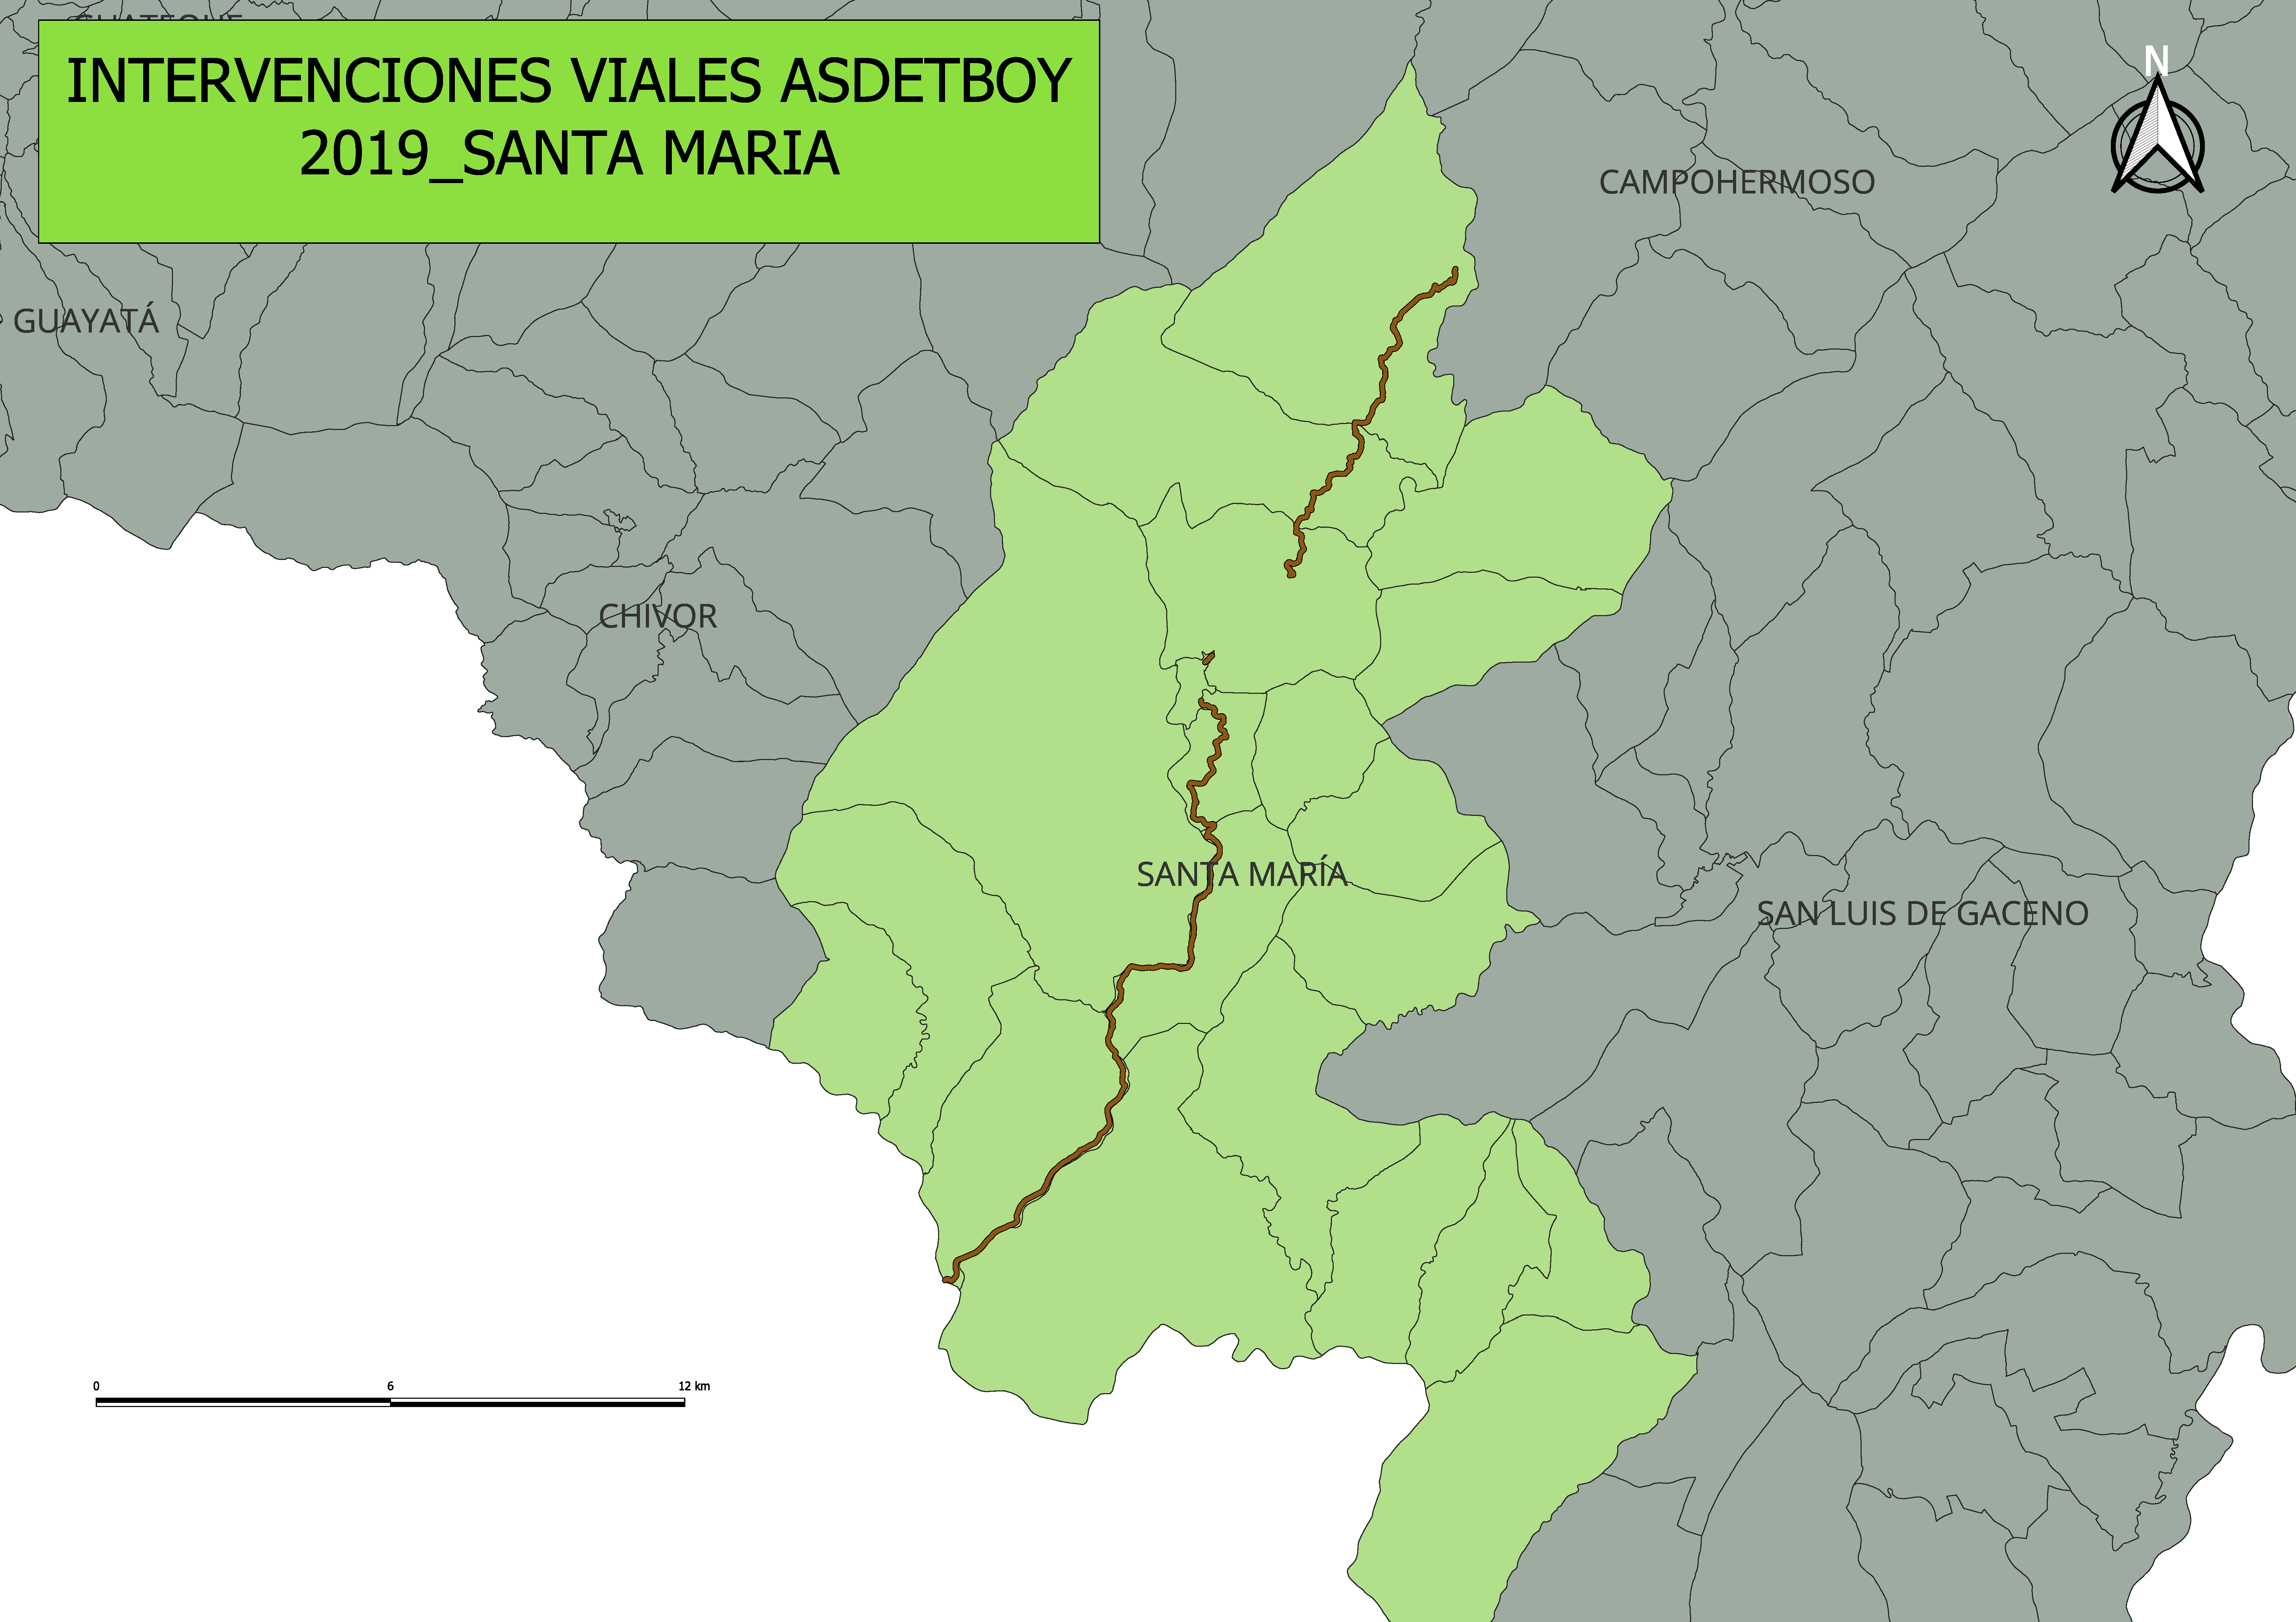 INTERVENCIONES VIALES ASDETBOY
2019_SANTA MARIA
N
CAMPOHERMOSO
GUAYATÁ
CHIVOR
SANTA MARÍA
SAN LUIS DE GACENO
0 6 12 km